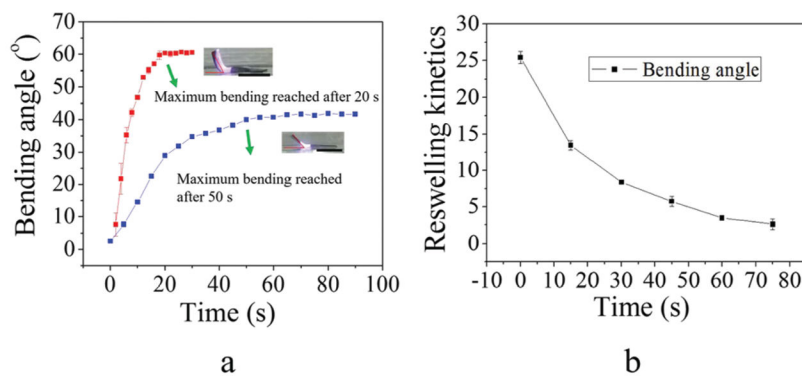 Bending angle (°)
70
60
50
40
30
20
10
0
Maximum bending reached after 20 s
Maximum bending reached
after 50 s
0 20 40 60 80 100
Time (s)
a
Reswelling kinetics
30
25
20
15
10
5
0
Bending angle
-10 0 10 20 30 40 50 60 70 80
Time (s)
b